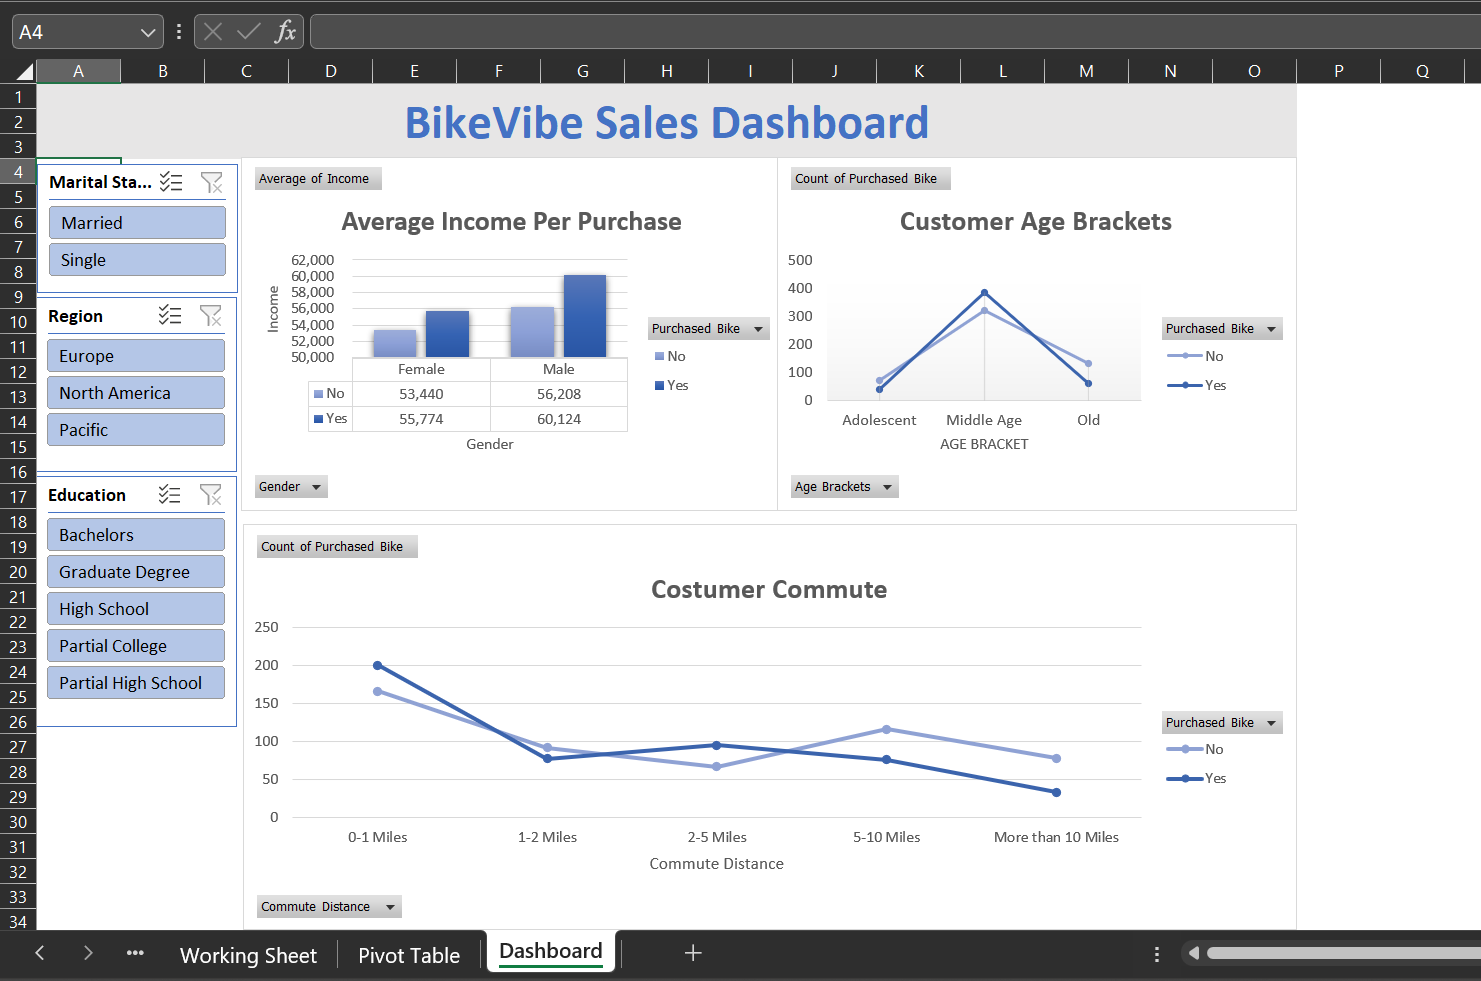 A4
fx
A B C D E F G H I J K L M N O P Q
1
2
3
4
5
6
7
8
9
10
11
12
13
14
15
16
17
18
19
20
21
22
23
24
25
26
27
28
29
30
31
32
33
34
BikeVibe Sales Dashboard
Marital Sta...
Married
Single
Region
Europe
North America
Pacific
Education
Bachelors
Graduate Degree
High School
Partial College
Partial High School
Average of Income
Average Income Per Purchase
Income
62,000
60,000
58,000
56,000
54,000
52,000
50,000
Female Male
No 53,440 56,208
Yes 55,774 60,124
Gender
Purchased Bike
No
Yes
Gender
Count of Purchased Bike
Customer Age Brackets
500
400
300
200
100
0
Adolescent Middle Age Old
AGE BRACKET
Purchased Bike
No
Yes
Age Brackets
Count of Purchased Bike
Costumer Commute
250
200
150
100
50
0
0-1 Miles 1-2 Miles 2-5 Miles 5-10 Miles More than 10 Miles
Commute Distance
Purchased Bike
No
Yes
Commute Distance
Working Sheet Pivot Table Dashboard